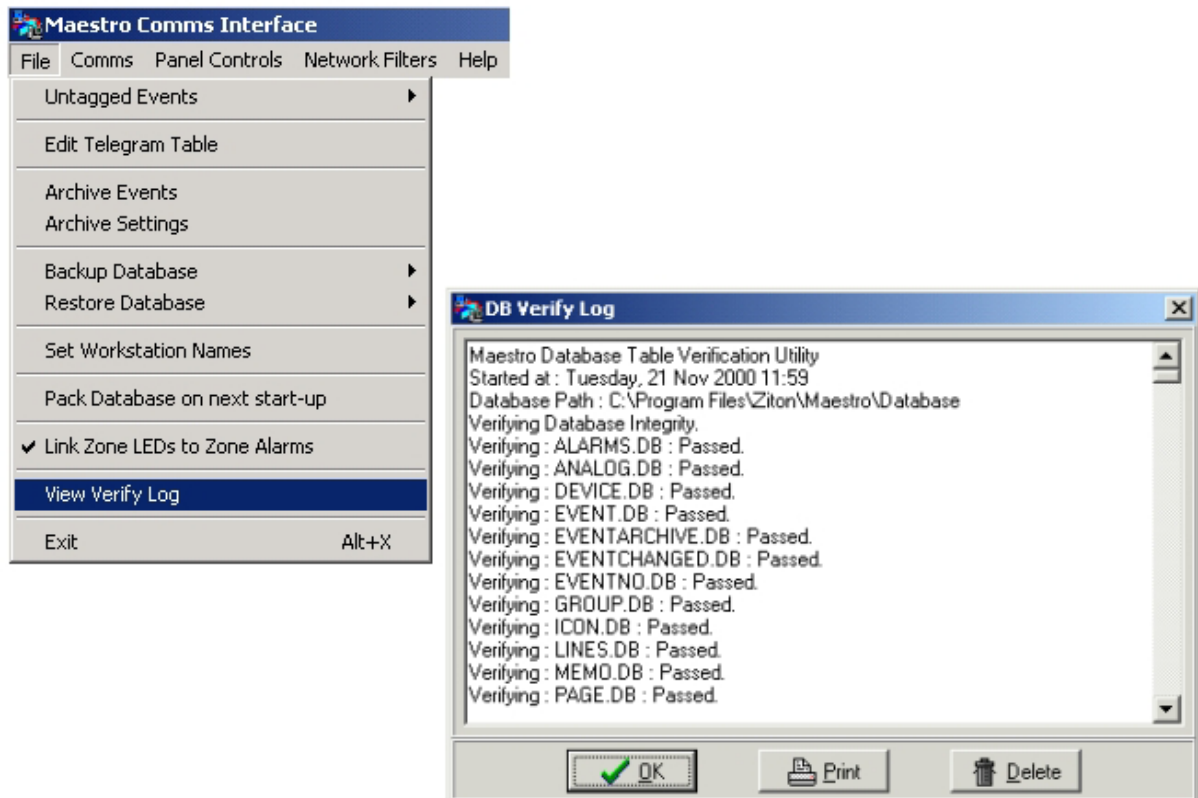 Maestro Comms Interface
File Comms Panel Controls Network Filters Help
Untagged Events
Edit Telegram Table
Archive Events
Archive Settings
Backup Database
Restore Database
Set Workstation Names
Pack Database on next start-up
Link Zone LEDs to Zone Alarms
View Verify Log
Exit Alt+X
DB Verify Log
Maestro Database Table Verification Utility
Started at : Tuesday, 21 Nov 2000 11:59
Database Path : C:\Program Files\Ziton\Maestro\Database
Verifying Database Integrity.
Verifying : ALARMS.DB : Passed.
Verifying : ANALOG.DB : Passed.
Verifying : DEVICE.DB : Passed.
Verifying : EVENT.DB : Passed.
Verifying : EVENTARCHIVE.DB : Passed.
Verifying : EVENTCHANGED.DB : Passed.
Verifying : EVENTNO.DB : Passed.
Verifying : GROUP.DB : Passed.
Verifying : ICON.DB : Passed.
Verifying : LINES.DB : Passed.
Verifying : MEMO.DB : Passed.
Verifying : PAGE.DB : Passed.
OK Print Delete